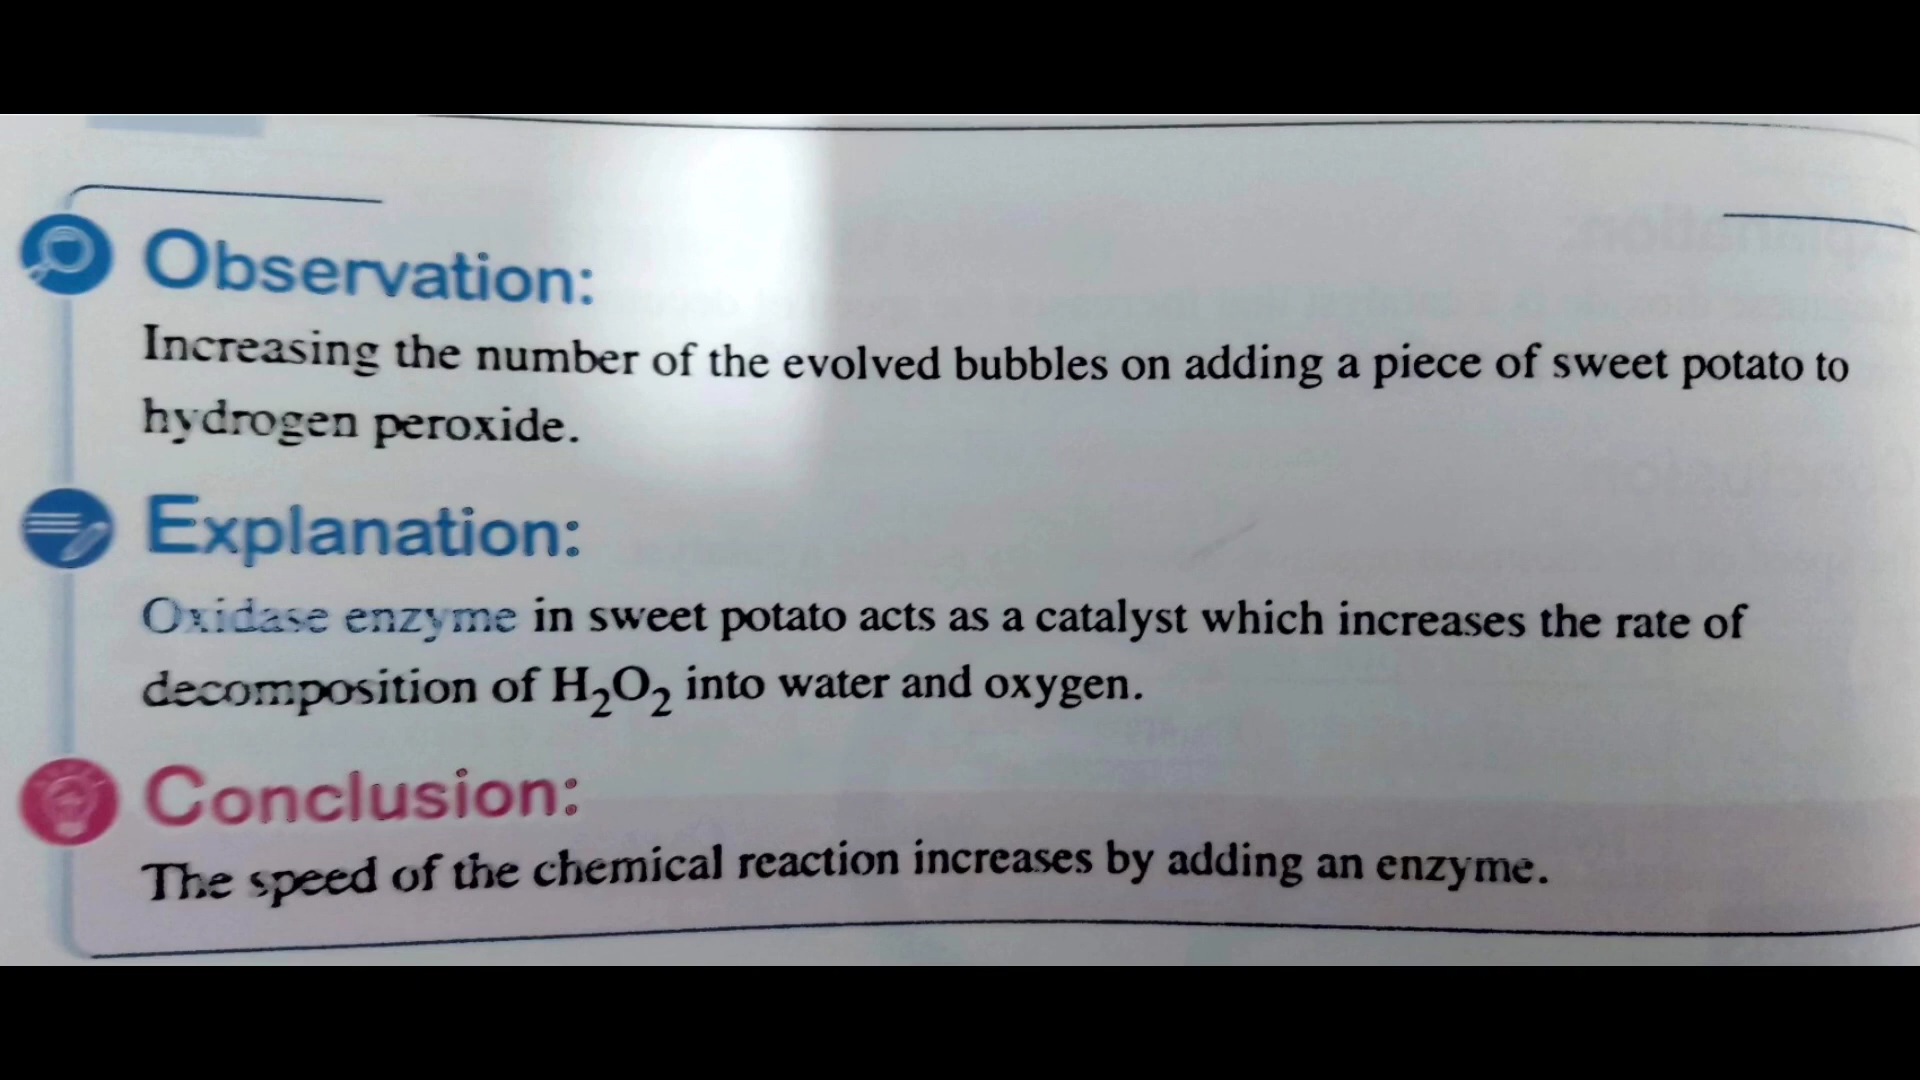 Observation:
Increasing the number of the evolved bubbles on adding a piece of sweet potato to
hydrogen peroxide.
Explanation:
Oxidase enzyme in sweet potato acts as a catalyst which increases the rate of
decomposition of H₂O₂ into water and oxygen.
Conclusion:
The speed of the chemical reaction increases by adding an enzyme.